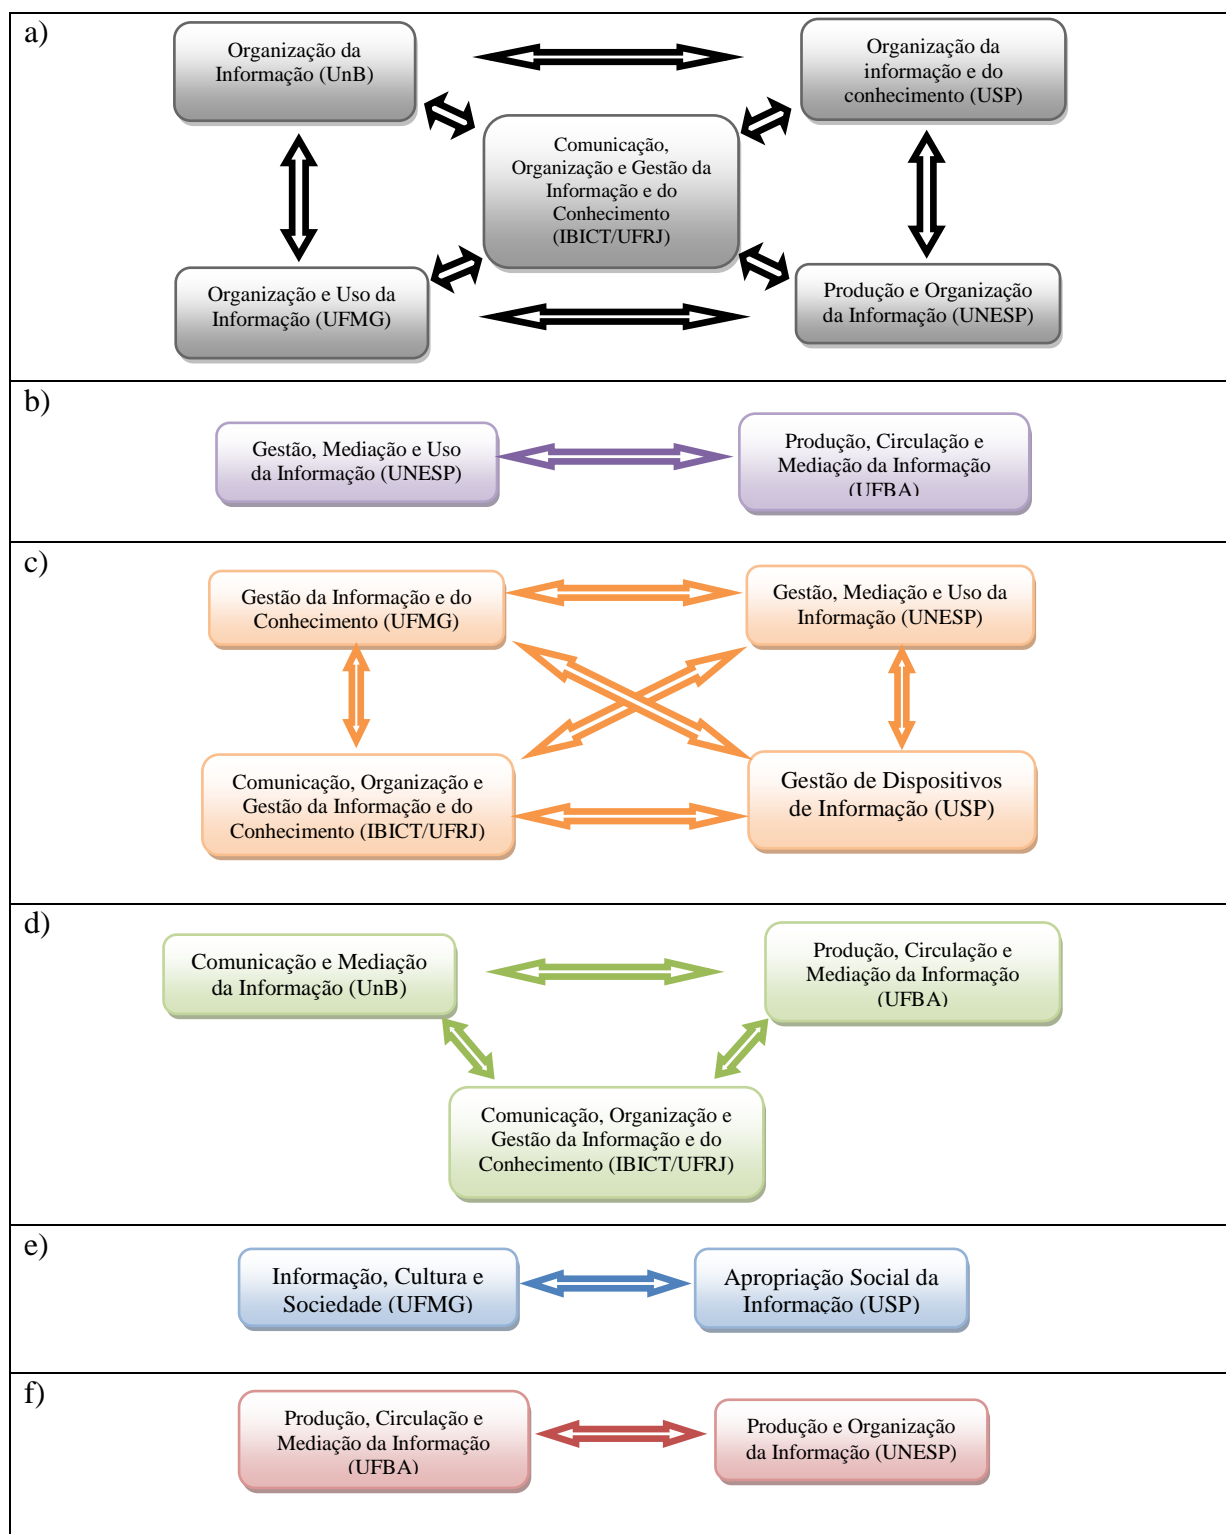 a)
Organização da
Informação (UnB)
Organização da
informação e do
conhecimento (USP)
Comunicação,
Organização e Gestão da
Informação e do
Conhecimento
(IBICT/UFRJ)
Organização e Uso da
Informação (UFMG)
Produção e Organização
da Informação (UNESP)
b)
Gestão, Mediação e Uso
da Informação (UNESP)
Produção, Circulação e
Mediação da Informação
(UFBA)
c)
Gestão da Informação e do
Conhecimento (UFMG)
Gestão, Mediação e Uso da
Informação (UNESP)
Comunicação, Organização e
Gestão da Informação e do
Conhecimento (IBICT/UFRJ)
Gestão de Dispositivos
de Informação (USP)
d)
Comunicação e Mediação
da Informação (UnB)
Produção, Circulação e
Mediação da Informação
(UFBA)
Comunicação, Organização e
Gestão da Informação e do
Conhecimento (IBICT/UFRJ)
e)
Informação, Cultura e
Sociedade (UFMG)
Apropriação Social da
Informação (USP)
f)
Produção, Circulação e
Mediação da Informação
(UFBA)
Produção e Organização
da Informação (UNESP)